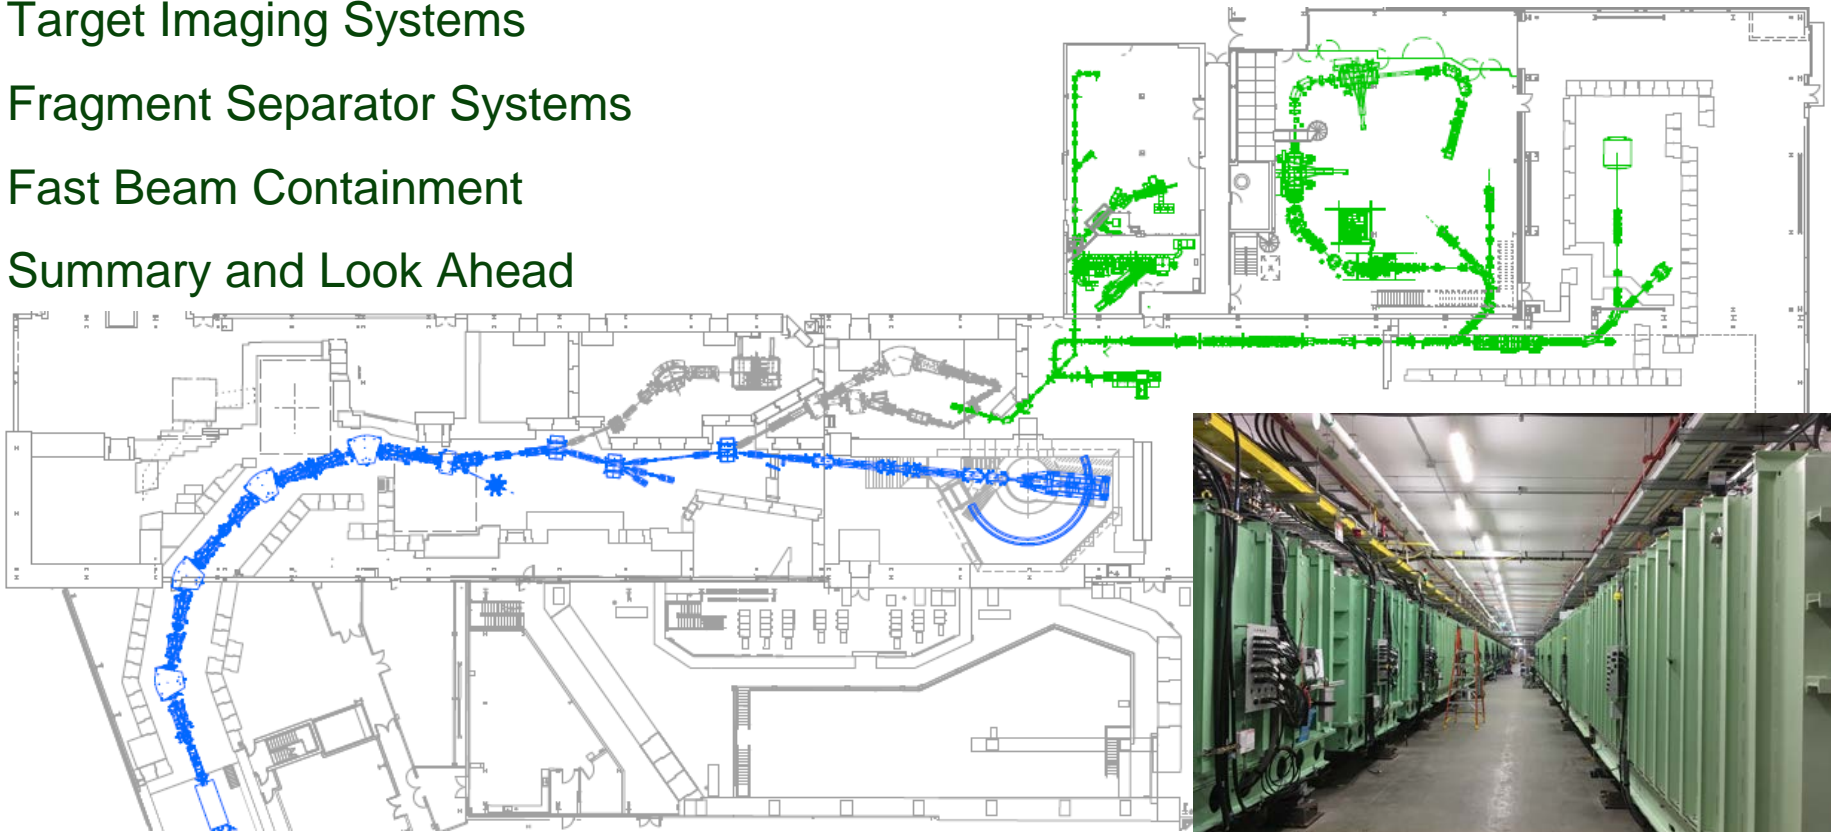 Target Imaging Systems
Fragment Separator Systems
Fast Beam Containment
Summary and Look Ahead